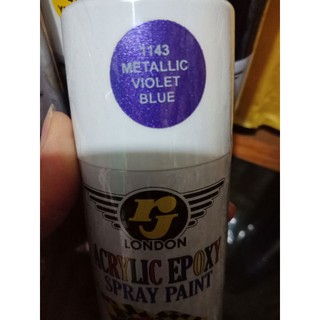 1143
METALLIC
VIOLET
BLUE
rj
LONDON
ACRYLIC EPOXY
SPRAY PAINT